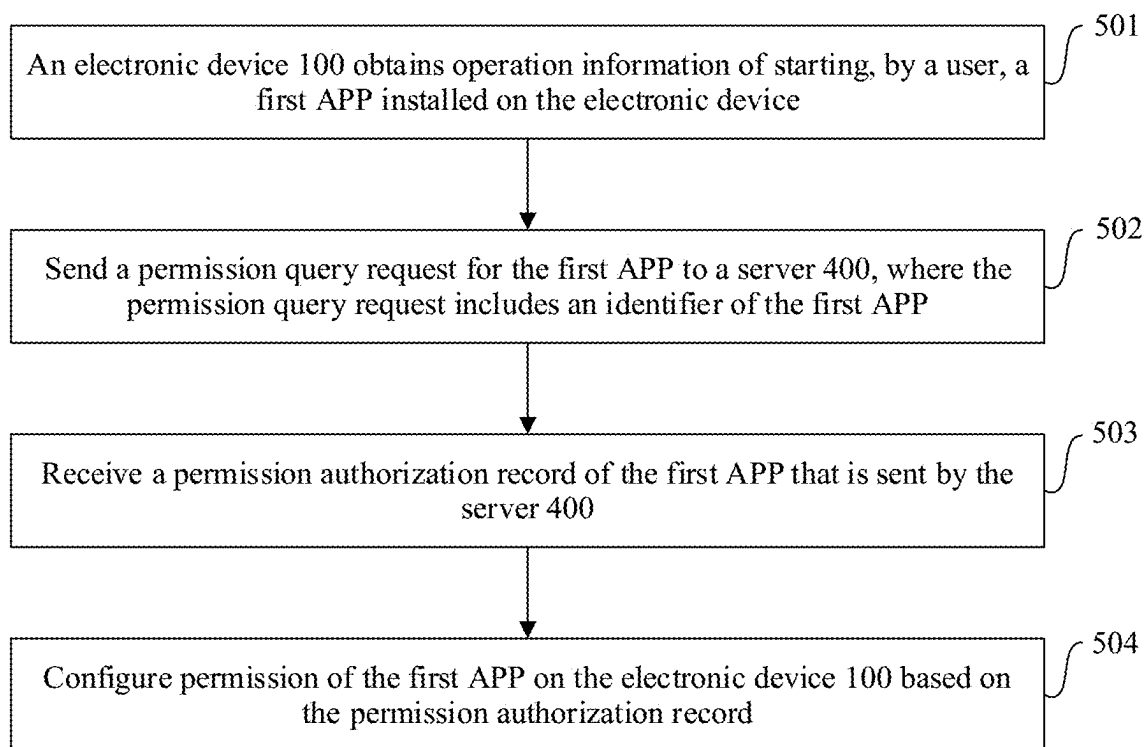 501
An electronic device 100 obtains operation information of starting, by a user, a
first APP installed on the electronic device
502
Send a permission query request for the first APP to a server 400, where the
permission query request includes an identifier of the first APP
503
Receive a permission authorization record of the first APP that is sent by the
server 400
504
Configure permission of the first APP on the electronic device 100 based on
the permission authorization record